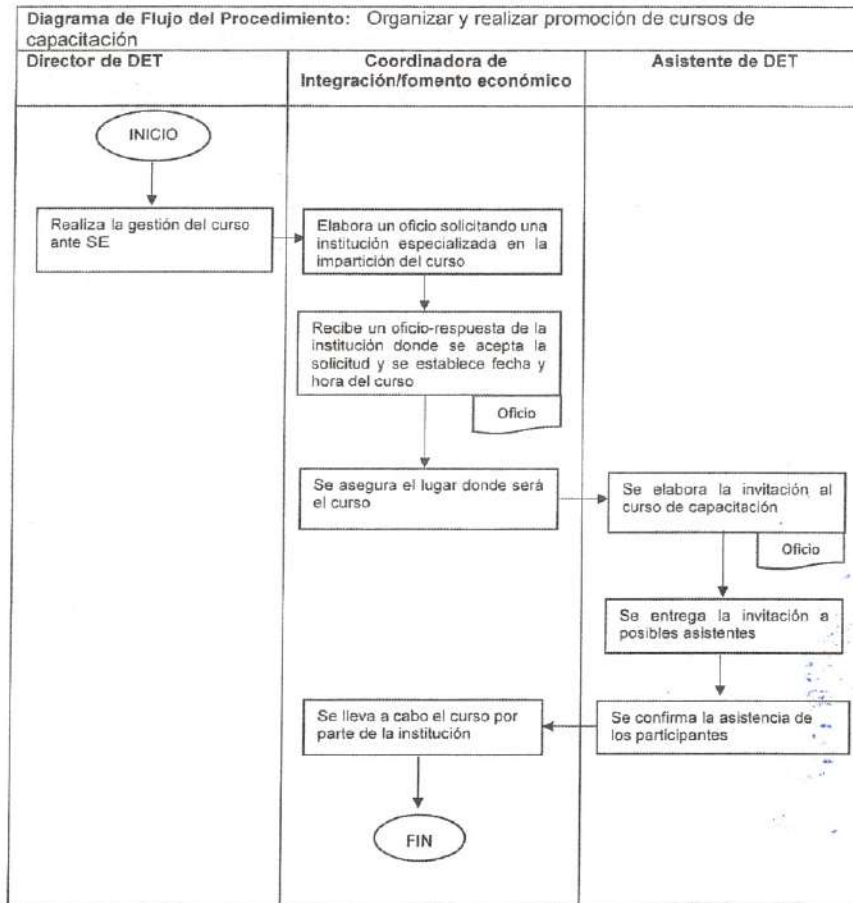 Diagrama de Flujo del Procedimiento: Organizar y realizar promoción de cursos de
capacitación
Director de DET
Coordinadora de
Integración/fomento económico
Asistente de DET
INICIO
Realiza la gestión del curso
ante SE
Elabora un oficio solicitando una
institución especializada en la
impartición del curso
Recibe un oficio-respuesta de la
institución donde se acepta la
solicitud y se establece fecha y
hora del curso
Oficio
Se asegura el lugar donde será
el curso
Se elabora la invitación al
curso de capacitación
Oficio
Se entrega la invitación a
posibles asistentes
Se confirma la asistencia de
los participantes
Se lleva a cabo el curso por
parte de la institución
FIN